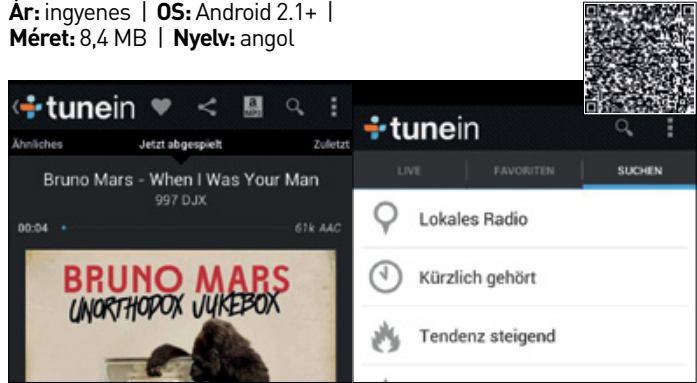 Ár: ingyenes | OS: Android 2.1+ |
Méret: 8,4 MB | Nyelv: angol
tunein
a
MP3
Ähnliches Jetzt abgespielt Zuletzt
Bruno Mars - When I Was Your Man
997 DJX
00:04 61k AAC
BRUNO MARS
UNORTHODOX JUKEBOX
tunein
LIVE FAVORITEN SUCHEN
Lokales Radio
Kürzlich gehört
Tendenz steigend